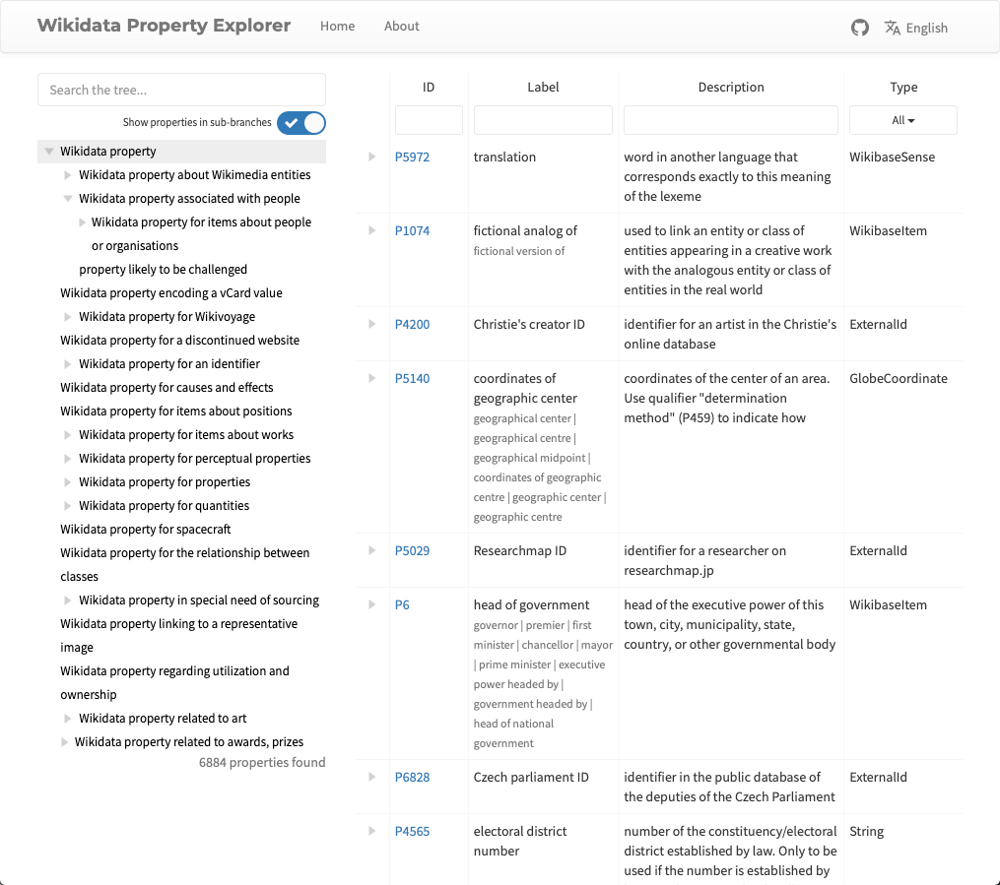 Wikidata Property Explorer
Home
About
English
Search the tree...
Show properties in sub-branches
Wikidata property
Wikidata property about Wikimedia entities
Wikidata property associated with people
Wikidata property for items about people
or organisations
property likely to be challenged
Wikidata property encoding a vCard value
Wikidata property for Wikivoyage
Wikidata property for a discontinued website
Wikidata property for an identifier
Wikidata property for causes and effects
Wikidata property for items about positions
Wikidata property for items about works
Wikidata property for perceptual properties
Wikidata property for properties
Wikidata property for quantities
Wikidata property for spacecraft
Wikidata property for the relationship between
classes
Wikidata property in special need of sourcing
Wikidata property linking to a representative
image
Wikidata property regarding utilization and
ownership
Wikidata property related to art
Wikidata property related to awards, prizes
6884 properties found
ID
Label
Description
Type
All
P5972
translation
word in another language that
corresponds exactly to this meaning
of the lexeme
WikibaseSense
P1074
fictional analog of
fictional version of
used to link an entity or class of
entities appearing in a creative work
with the analogous entity or class of
entities in the real world
WikibaseItem
P4200
Christie's creator ID
identifier for an artist in the Christie's
online database
ExternalId
P5140
coordinates of
geographic center
geographical center |
geographical centre |
geographical midpoint |
coordinates of geographic
centre | geographic center |
geographic centre
coordinates of the center of an area.
Use qualifier "determination
method" (P459) to indicate how
GlobeCoordinate
P5029
Researchmap ID
identifier for a researcher on
researchmap.jp
ExternalId
P6
head of government
governor | premier | first
minister | chancellor | mayor
| prime minister | executive
power headed by |
government headed by |
head of national
government
head of the executive power of this
town, city, municipality, state,
country, or other governmental body
WikibaseItem
P6828
Czech parliament ID
identifier in the public database of
the deputies of the Czech Parliament
ExternalId
P4565
electoral district
number
number of the constituency/electoral
district established by law. Only to be
used if the number is established by
String